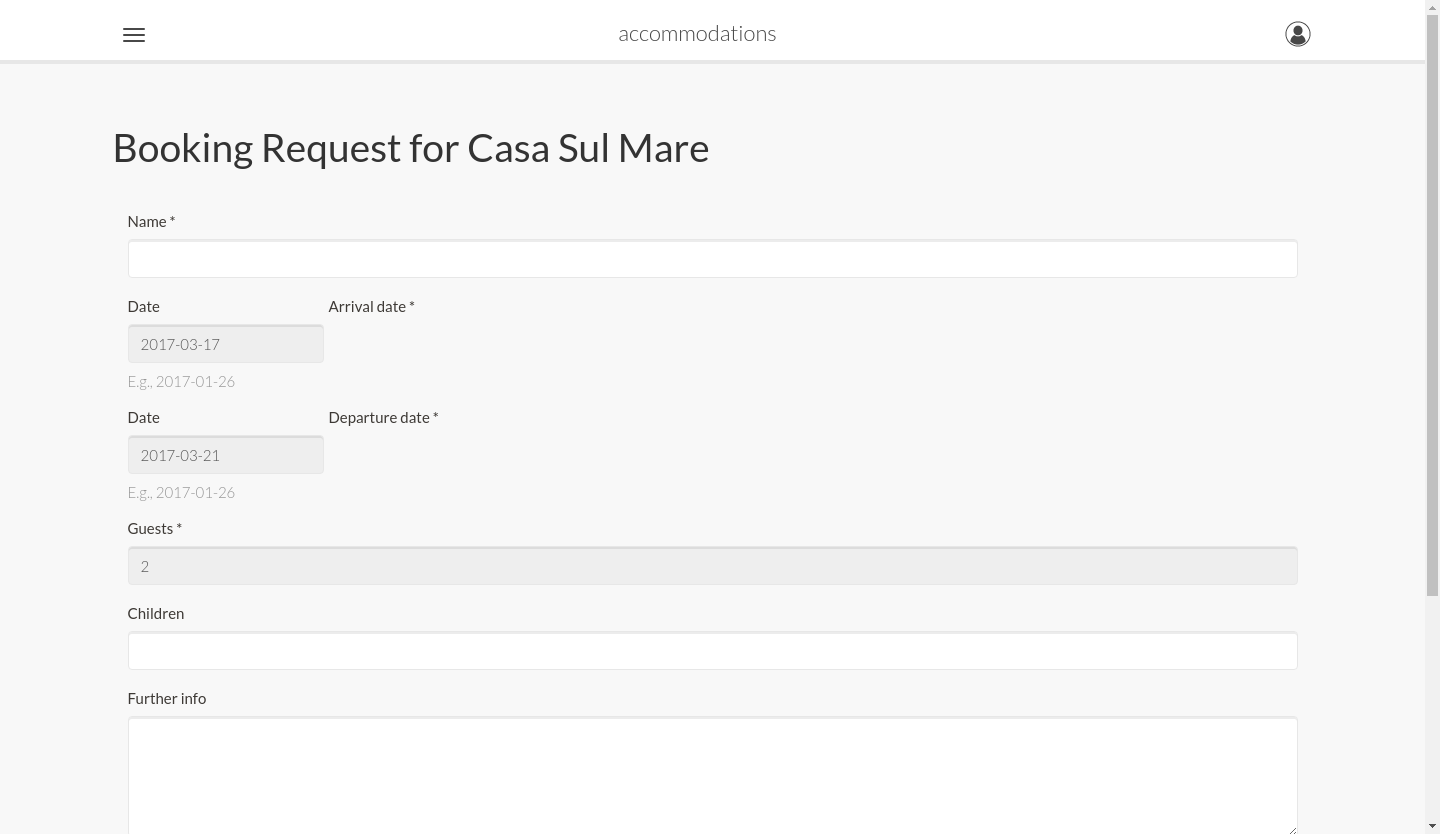 accommodations
Booking Request for Casa Sul Mare
Name *
Date Arrival date *
2017-03-17
E.g., 2017-01-26
Date Departure date *
2017-03-21
E.g., 2017-01-26
Guests *
2
Children
Further info